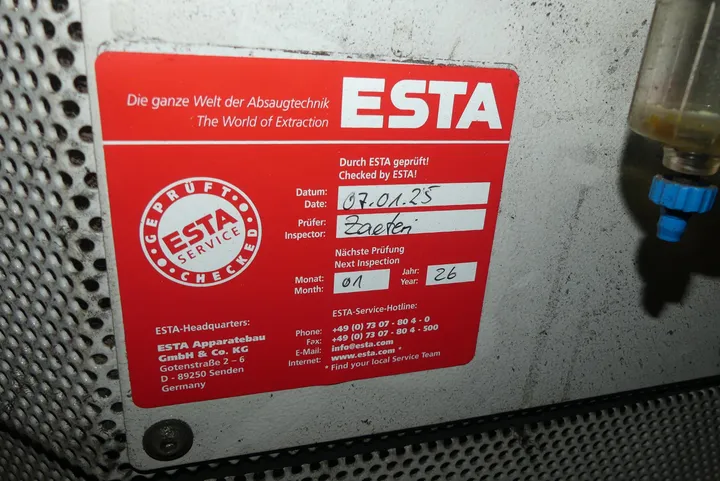 Die ganze Welt der Absaugtechnik
The World of Extraction
ESTA
Durch ESTA geprüft!
Checked by ESTA!
Datum: 07.01.25
Date:
Prüfer:
Inspector:
Nächste Prüfung
Next Inspection
Monat: 01 Jahr: 26
Month: Year:
GEPRÜFT
ESTA
SERVICE
CHECKED
ESTA-Headquarters:
ESTA Apparatebau
GmbH & Co. KG
Gotenstraße 2 – 6
D - 89250 Senden
Germany
ESTA-Service-Hotline:
Phone: +49 (0) 73 07 - 80 4 - 0
Fax: +49 (0) 73 07 - 80 4 - 500
E-Mail: info@esta.com
Internet: www.esta.com *
* Find your local Service Team